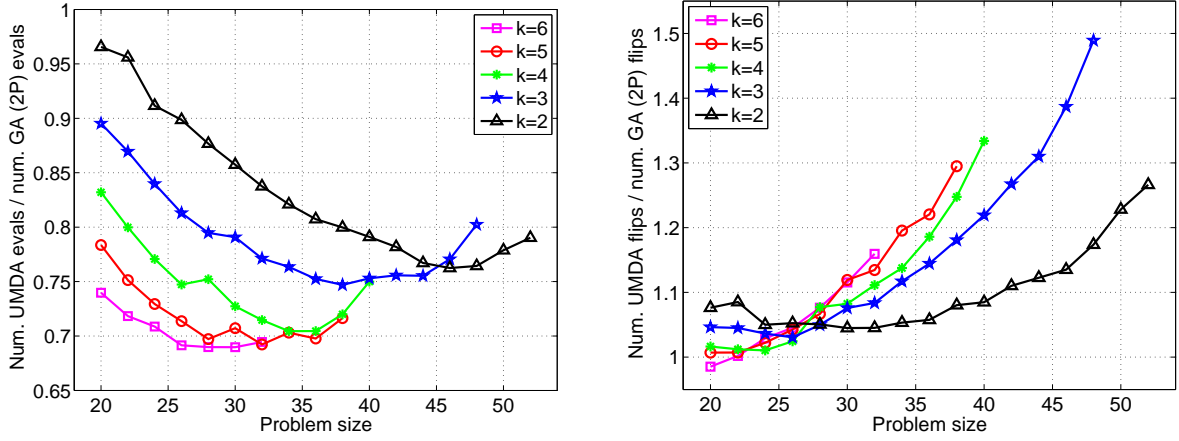 Num. UMDA evals / num. GA (2P) evals
1
0.95
0.9
0.85
0.8
0.75
0.7
0.65
20 25 30 35 40 45 50
Problem size
k=6
k=5
k=4
k=3
k=2
Num. UMDA flips / num. GA (2P) flips
1.5
1.4
1.3
1.2
1.1
1
20 25 30 35 40 45 50
Problem size
k=6
k=5
k=4
k=3
k=2